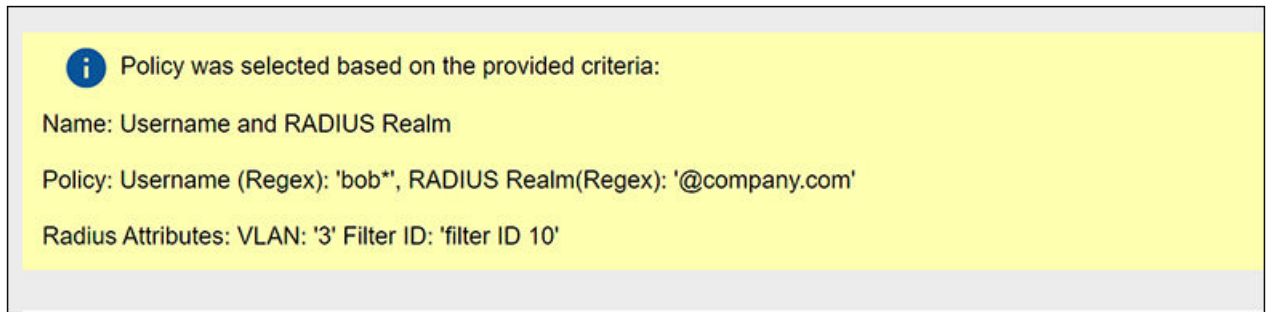 Policy was selected based on the provided criteria:
Name: Username and RADIUS Realm
Policy: Username (Regex): 'bob*', RADIUS Realm(Regex): '@company.com'
Radius Attributes: VLAN: '3' Filter ID: 'filter ID 10'